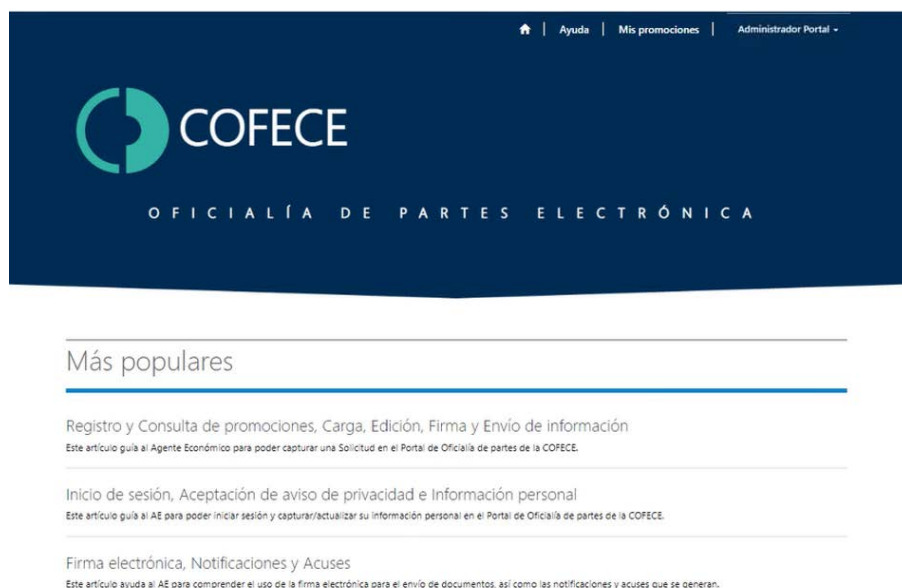 Ayuda | Mis promociones | Administrador Portal
COFECE
OFICIALÍA DE PARTES ELECTRÓNICA
Más populares
Registro y Consulta de promociones, Carga, Edición, Firma y Envío de información
Este artículo guía al Agente Económico para poder capturar una Solicitud en el Portal de Oficialía de partes de la COFECE.
Inicio de sesión, Aceptación de aviso de privacidad e Información personal
Este artículo guía al AE para poder iniciar sesión y capturar/actualizar su información personal en el Portal de Oficialía de partes de la COFECE.
Firma electrónica, Notificaciones y Acuses
Este artículo ayuda al AE para comprender el uso de la firma electrónica para el envío de documentos, así como las notificaciones y acuses que se generan.